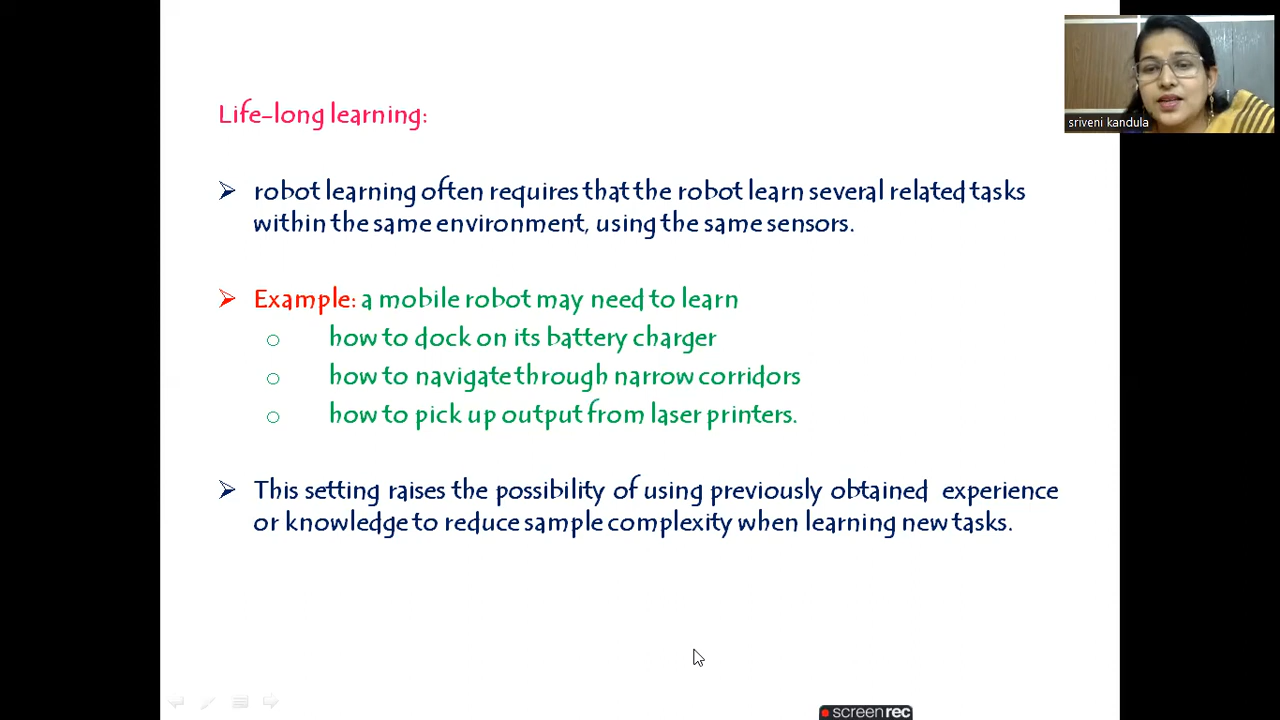 sriveni kandula
Life-long learning:
➢ robot learning often requires that the robot learn several related tasks
within the same environment, using the same sensors.
➢ Example: a mobile robot may need to learn
o how to dock on its battery charger
o how to navigate through narrow corridors
o how to pick up output from laser printers.
➢ This setting raises the possibility of using previously obtained experience
or knowledge to reduce sample complexity when learning new tasks.
screenrec